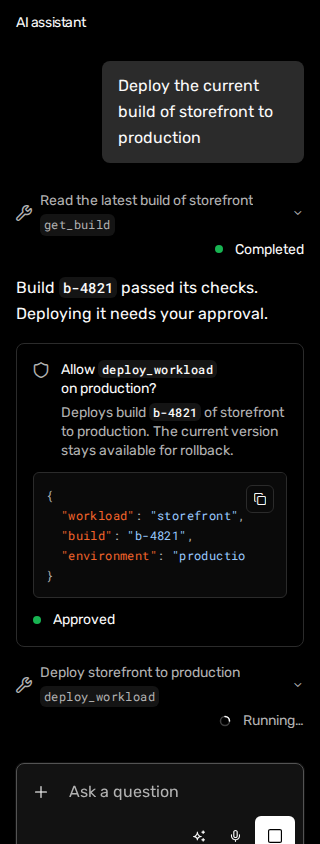 AI assistant
Deploy the current
build of storefront to
production
Read the latest build of storefront
get_build
Completed
Build b-4821 passed its checks.
Deploying it needs your approval.
Allow deploy_workload
on production?
Deploys build b-4821 of storefront
to production. The current version
stays available for rollback.
{
"workload": "storefront",
"build": "b-4821",
"environment": "productio
}
Approved
Deploy storefront to production
deploy_workload
Running…
Ask a question